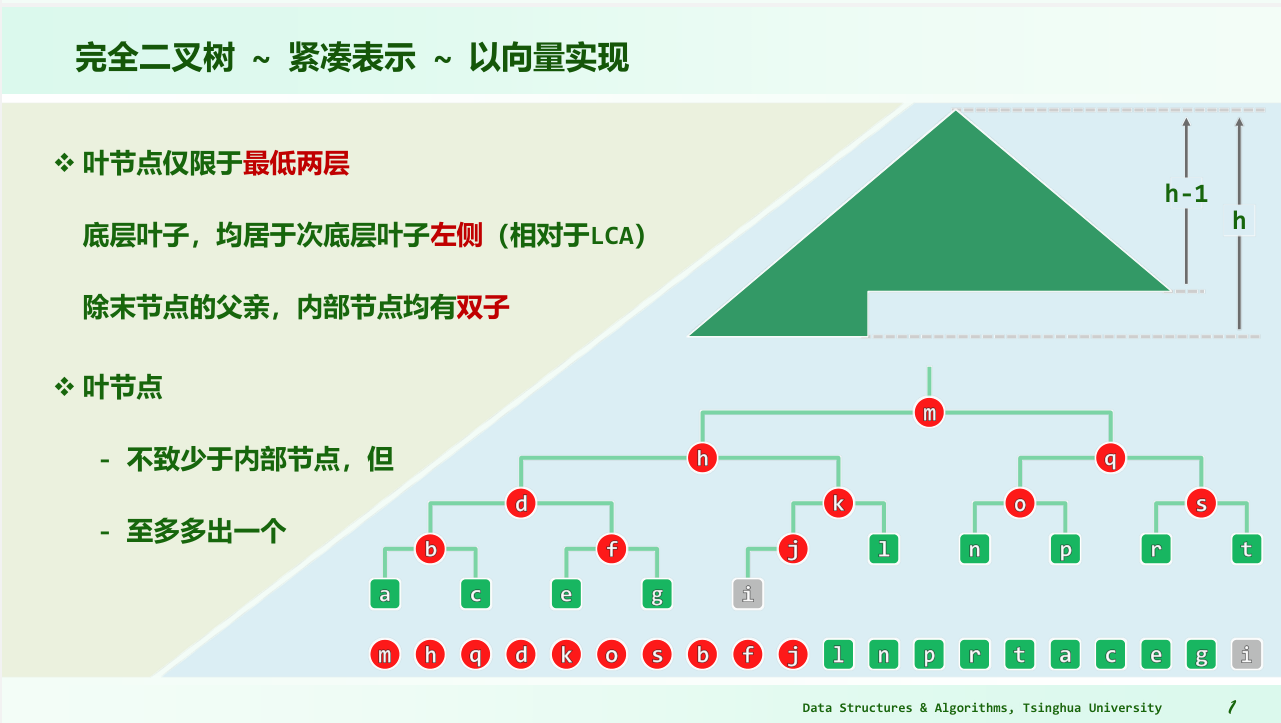 完全二叉树 ~ 紧凑表示 ~ 以向量实现
❖ 叶节点仅限于最低两层
底层叶子，均居于次底层叶子左侧（相对于LCA）
除末节点的父亲，内部节点均有双子
❖ 叶节点
- 不致少于内部节点，但
- 至多多出一个
h-1
h
m
h q
d k o s
b f j l n p r t
a c e g i
m h q d k o s b f j l n p r t a c e g i
Data Structures & Algorithms, Tsinghua University
1